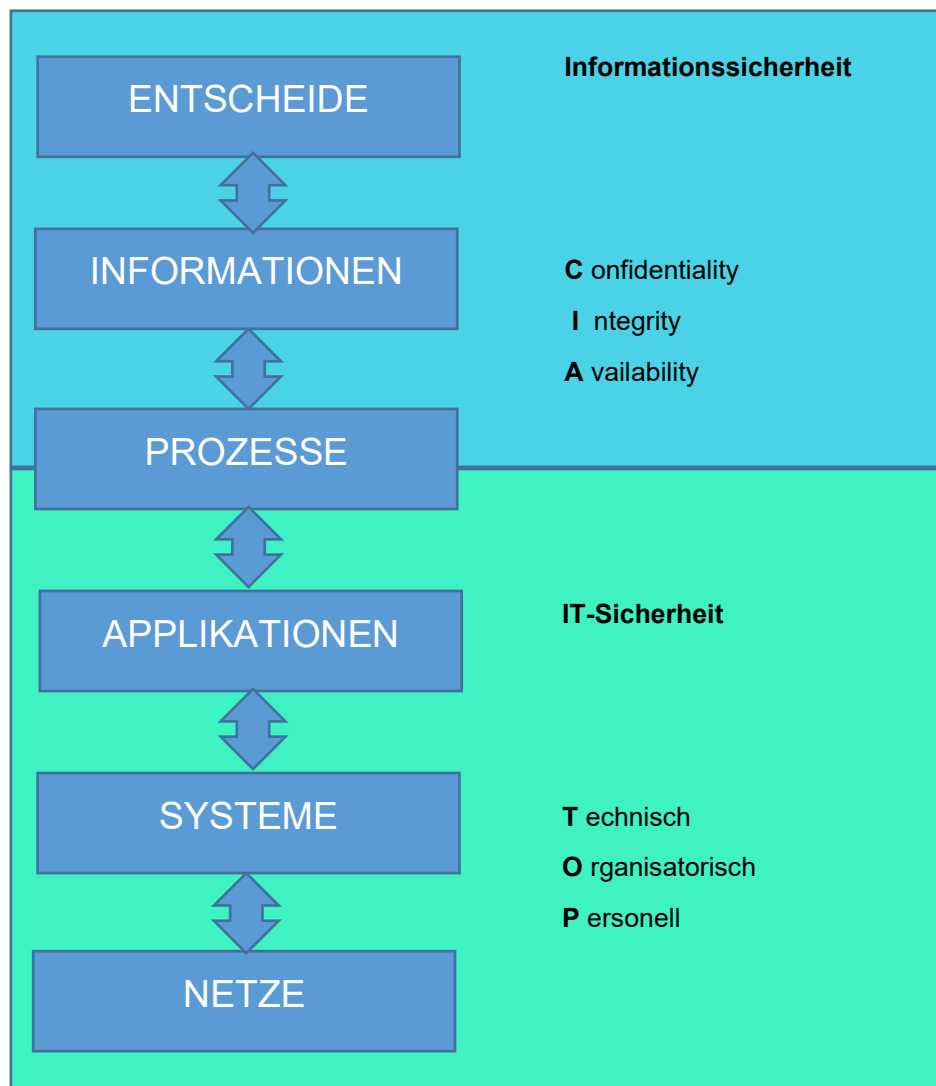 ENTSCHEIDE
Informationssicherheit
INFORMATIONEN
C onfidentiality
I ntegrity
A vailability
PROZESSE
APPLIKATIONEN
IT-Sicherheit
SYSTEME
T echnisch
O rganisatorisch
P ersonell
NETZE